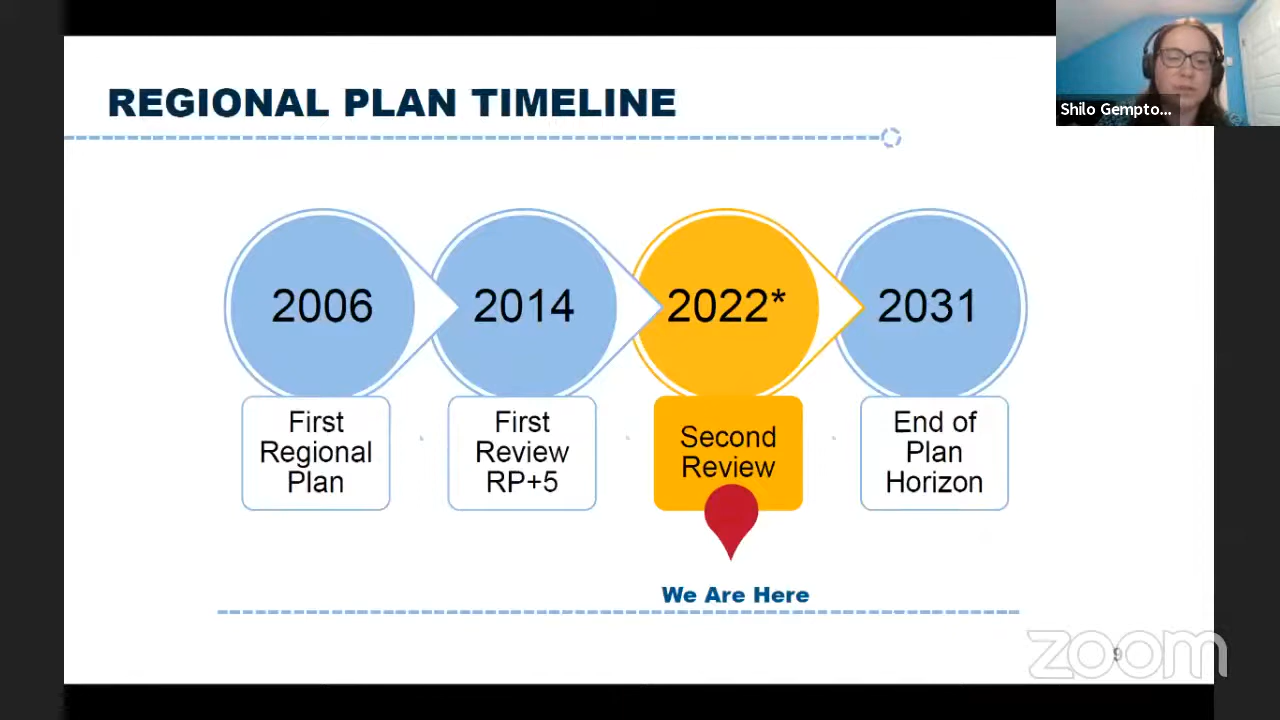 Shilo Gempto...
REGIONAL PLAN TIMELINE
2006
2014
2022*
2031
First
Regional
Plan
First
Review
RP+5
Second
Review
End of
Plan
Horizon
We Are Here
9
zoom